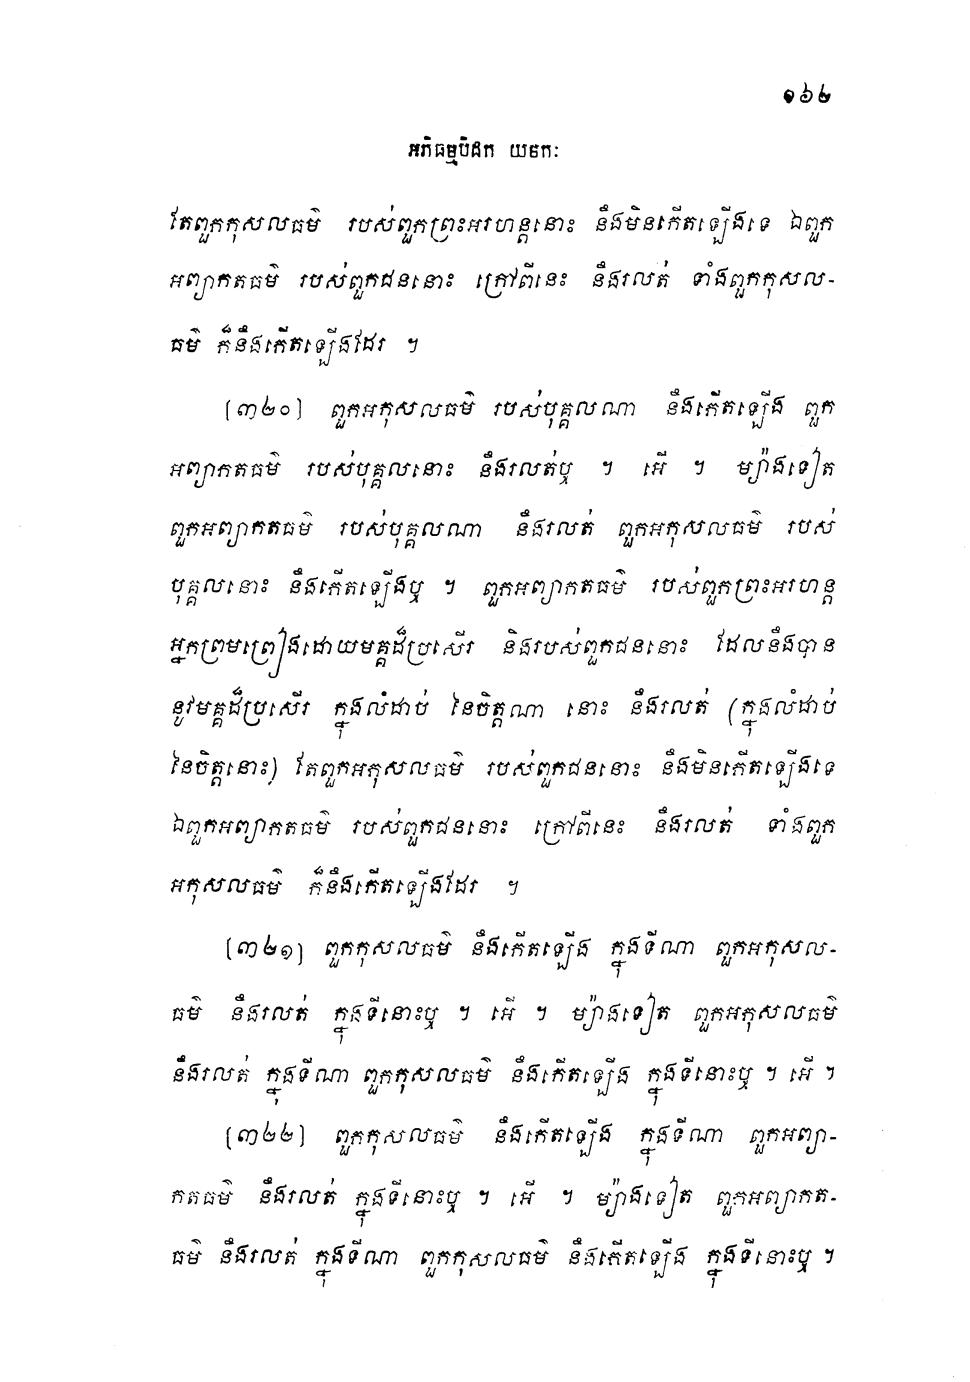 ១៦២
អភិធម្មបិដក យមកៈ
តែពួកកុសលធម៌ របស់ពួកព្រះអរហន្តនោះ នឹងមិនកើតឡើងទេ ឯពួក
អព្យាកតធម៌ របស់ពួកជននោះ ក្រៅពីនេះ នឹងរលត់ ទាំងពួកកុសល-
ធម៌ ក៏នឹងកើតឡើងដែរ ។
(៣២០) ពួកអកុសលធម៌ របស់បុគ្គលណា នឹងកើតឡើង ពួក
អព្យាកតធម៌ របស់បុគ្គលនោះ នឹងរលត់ឬ ។ អើ ។ ម្យ៉ាងទៀត
ពួកអព្យាកតធម៌ របស់បុគ្គលណា នឹងរលត់ ពួកអកុសលធម៌ របស់
បុគ្គលនោះ នឹងកើតឡើងឬ ។ ពួកអព្យាកតធម៌ របស់ពួកព្រះអរហន្ត
អ្នកព្រមព្រៀងដោយមគ្គដ៏ប្រសើរ និងរបស់ពួកជននោះ ដែលនឹងបាន
នូវមគ្គដ៏ប្រសើរ ក្នុងលំដាប់ នៃចិត្តណា នោះ នឹងរលត់ (ក្នុងលំដាប់
នៃចិត្តនោះ) តែពួកអកុសលធម៌ របស់ពួកជននោះ នឹងមិនកើតឡើងទេ
ឯពួកអព្យាកតធម៌ របស់ពួកជននោះ ក្រៅពីនេះ នឹងរលត់ ទាំងពួក
អកុសលធម៌ ក៏នឹងកើតឡើងដែរ ។
(៣២១) ពួកកុសលធម៌ នឹងកើតឡើង ក្នុងទីណា ពួកអកុសល-
ធម៌ នឹងរលត់ ក្នុងទីនោះឬ ។ អើ ។ ម្យ៉ាងទៀត ពួកអកុសលធម៌
នឹងរលត់ ក្នុងទីណា ពួកកុសលធម៌ នឹងកើតឡើង ក្នុងទីនោះឬ ។ អើ ។
(៣២២) ពួកកុសលធម៌ នឹងកើតឡើង ក្នុងទីណា ពួកអព្យា-
កតធម៌ នឹងរលត់ ក្នុងទីនោះឬ ។ អើ ។ ម្យ៉ាងទៀត ពួកអព្យាកត-
ធម៌ នឹងរលត់ ក្នុងទីណា ពួកកុសលធម៌ នឹងកើតឡើង ក្នុងទីនោះឬ ។